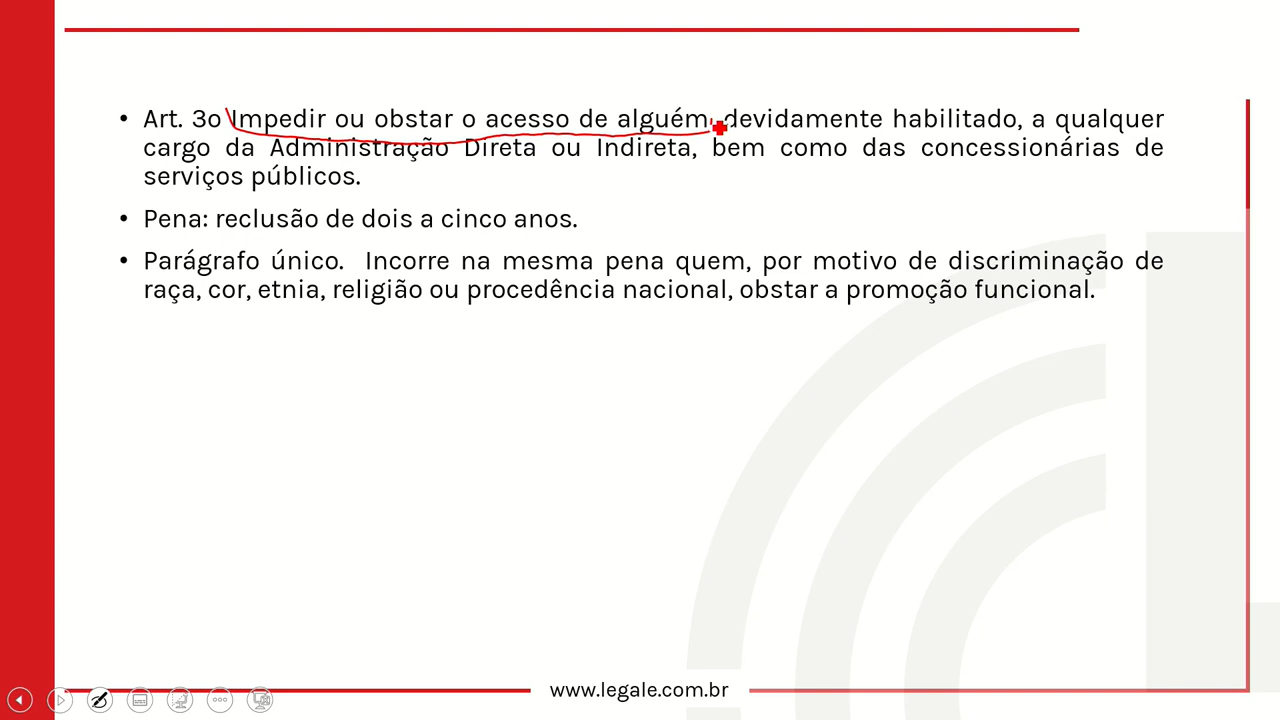 • Art. 3o Impedir ou obstar o acesso de alguém, devidamente habilitado, a qualquer
cargo da Administração Direta ou Indireta, bem como das concessionárias de
serviços públicos.
• Pena: reclusão de dois a cinco anos.
• Parágrafo único. Incorre na mesma pena quem, por motivo de discriminação de
raça, cor, etnia, religião ou procedência nacional, obstar a promoção funcional.
www.legale.com.br